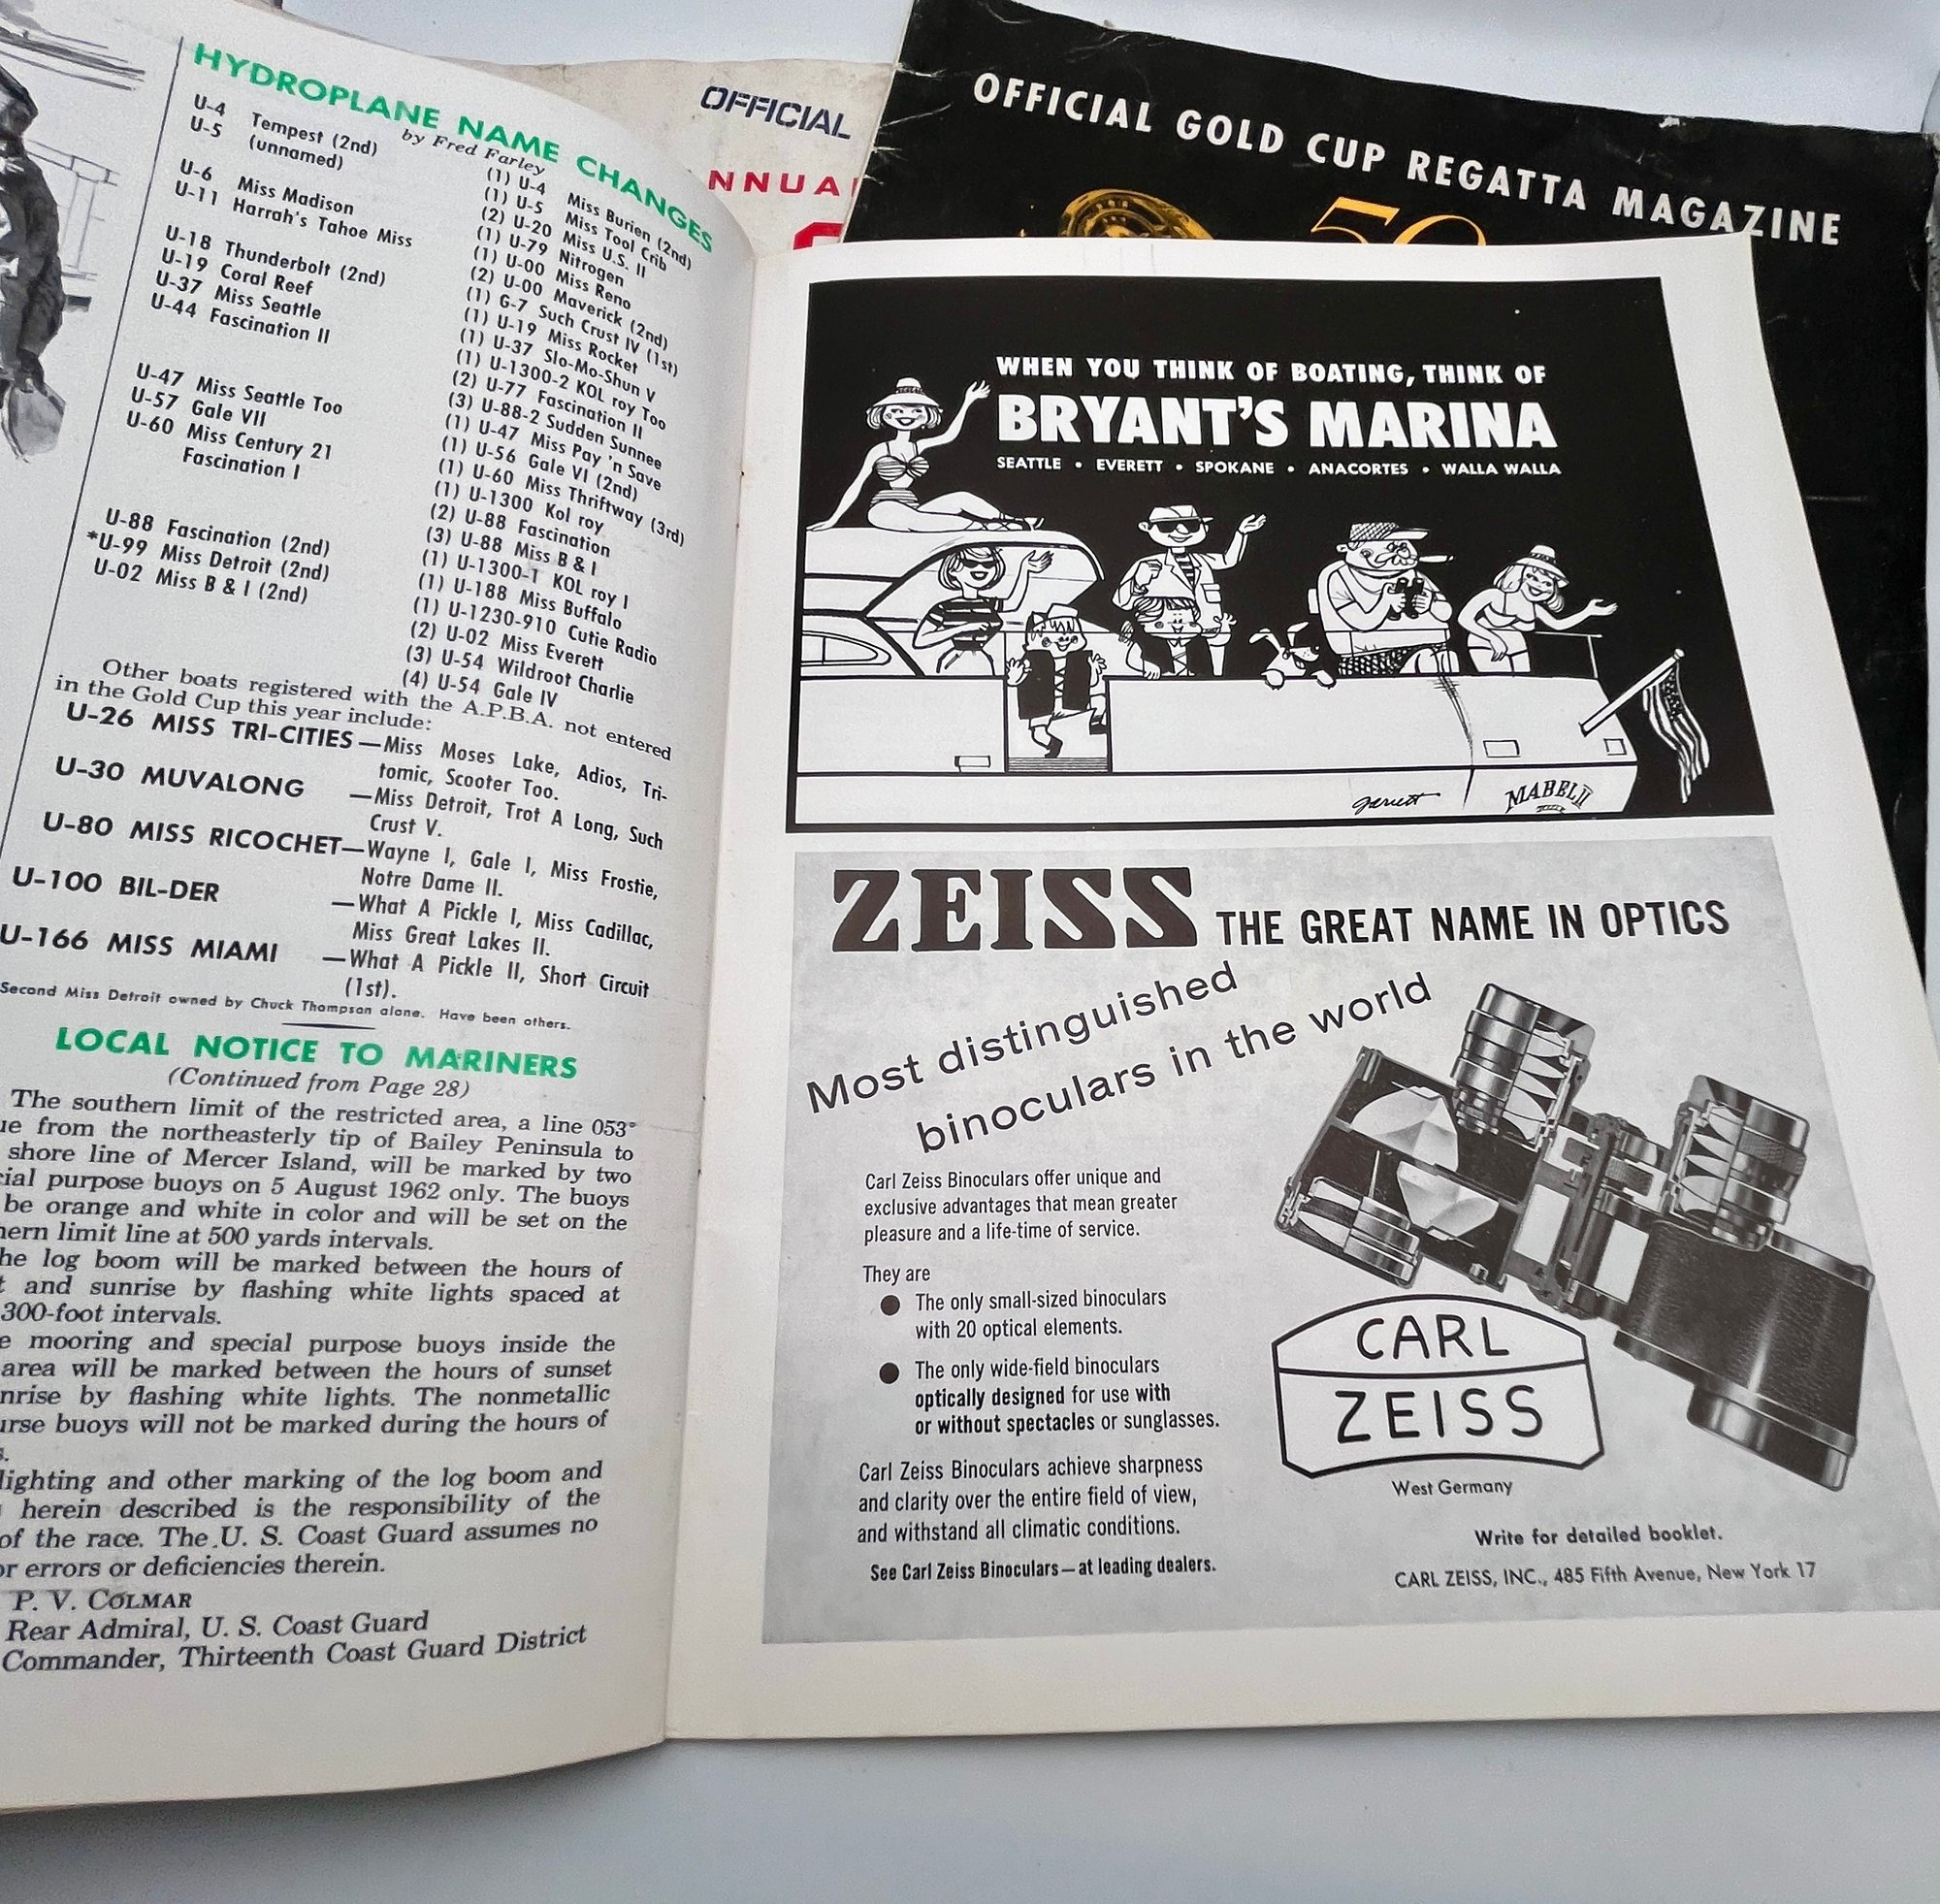 OFFICIAL
NNUA
OFFICIAL GOLD CUP REGATTA MAGAZINE
50
HYDROPLANE NAME CHANGES
by Fred Farley
U-4 Tempest (2nd)
U-5 (unnamed)
U-6 Miss Madison
U-11 Harrah's Tahoe Miss
U-18 Thunderbolt (2nd)
U-19 Coral Reef
U-37 Miss Seattle
U-44 Fascination II
U-47 Miss Seattle Too
U-57 Gale VII
U-60 Miss Century 21
Fascination I
U-88 Fascination (2nd)
*U-99 Miss Detroit (2nd)
U-02 Miss B & I (2nd)
(1) U-4 Miss Burien (2nd)
(1) U-5 Miss Tool Crib
(2) U-20 Miss U.S. II
(1) U-79 Nitrogen
(1) U-00 Miss Reno
(2) U-00 Maverick (2nd)
(1) G-7 Such Crust IV (1st)
(1) U-19 Miss Rocket
(1) U-37 Slo-Mo-Shun V
(1) U-1300-2 KOL roy Too
(2) U-77 Fascination II
(3) U-88-2 Sudden Sunnee
(1) U-47 Miss Pay 'n Save
(1) U-56 Gale VI (2nd)
(1) U-60 Miss Thriftway (3rd)
(1) U-1300 Kol roy
(2) U-88 Fascination
(3) U-88 Miss B & I
(1) U-1300-1 KOL roy I
(1) U-188 Miss Buffalo
(1) U-1230-910 Cutie Radio
(2) U-02 Miss Everett
(3) U-54 Wildroot Charlie
(4) U-54 Gale IV
Other boats registered with the A.P.B.A. not entered
in the Gold Cup this year include:
U-26 MISS TRI-CITIES—Miss Moses Lake, Adios, Tri-
tomic, Scooter Too.
U-30 MUVALONG —Miss Detroit, Trot A Long, Such
Crust V.
U-80 MISS RICOCHET—Wayne I, Gale I, Miss Frostie,
Notre Dame II.
U-100 BIL-DER —What A Pickle I, Miss Cadillac,
Miss Great Lakes II.
U-166 MISS MIAMI —What A Pickle II, Short Circuit
(1st).
Second Miss Detroit owned by Chuck Thompson alone. Have been others.
LOCAL NOTICE TO MARINERS
(Continued from Page 28)
The southern limit of the restricted area, a line 053°
ue from the northeasterly tip of Bailey Peninsula to
shore line of Mercer Island, will be marked by two
cial purpose buoys on 5 August 1962 only. The buoys
be orange and white in color and will be set on the
hern limit line at 500 yards intervals.
he log boom will be marked between the hours of
t and sunrise by flashing white lights spaced at
300-foot intervals.
e mooring and special purpose buoys inside the
area will be marked between the hours of sunset
nrise by flashing white lights. The nonmetallic
urse buoys will not be marked during the hours of
s.
lighting and other marking of the log boom and
herein described is the responsibility of the
of the race. The U. S. Coast Guard assumes no
or errors or deficiencies therein.
P. V. COLMAR
Rear Admiral, U. S. Coast Guard
Commander, Thirteenth Coast Guard District
WHEN YOU THINK OF BOATING, THINK OF
BRYANT'S MARINA
SEATTLE • EVERETT • SPOKANE • ANACORTES • WALLA WALLA
Garrett
MABEL II
ZEISS THE GREAT NAME IN OPTICS
Most distinguished
binoculars in the world
Carl Zeiss Binoculars offer unique and
exclusive advantages that mean greater
pleasure and a life-time of service.
They are
● The only small-sized binoculars
with 20 optical elements.
● The only wide-field binoculars
optically designed for use with
or without spectacles or sunglasses.
Carl Zeiss Binoculars achieve sharpness
and clarity over the entire field of view,
and withstand all climatic conditions.
See Carl Zeiss Binoculars—at leading dealers.
CARL
ZEISS
West Germany
Write for detailed booklet.
CARL ZEISS, INC., 485 Fifth Avenue, New York 17